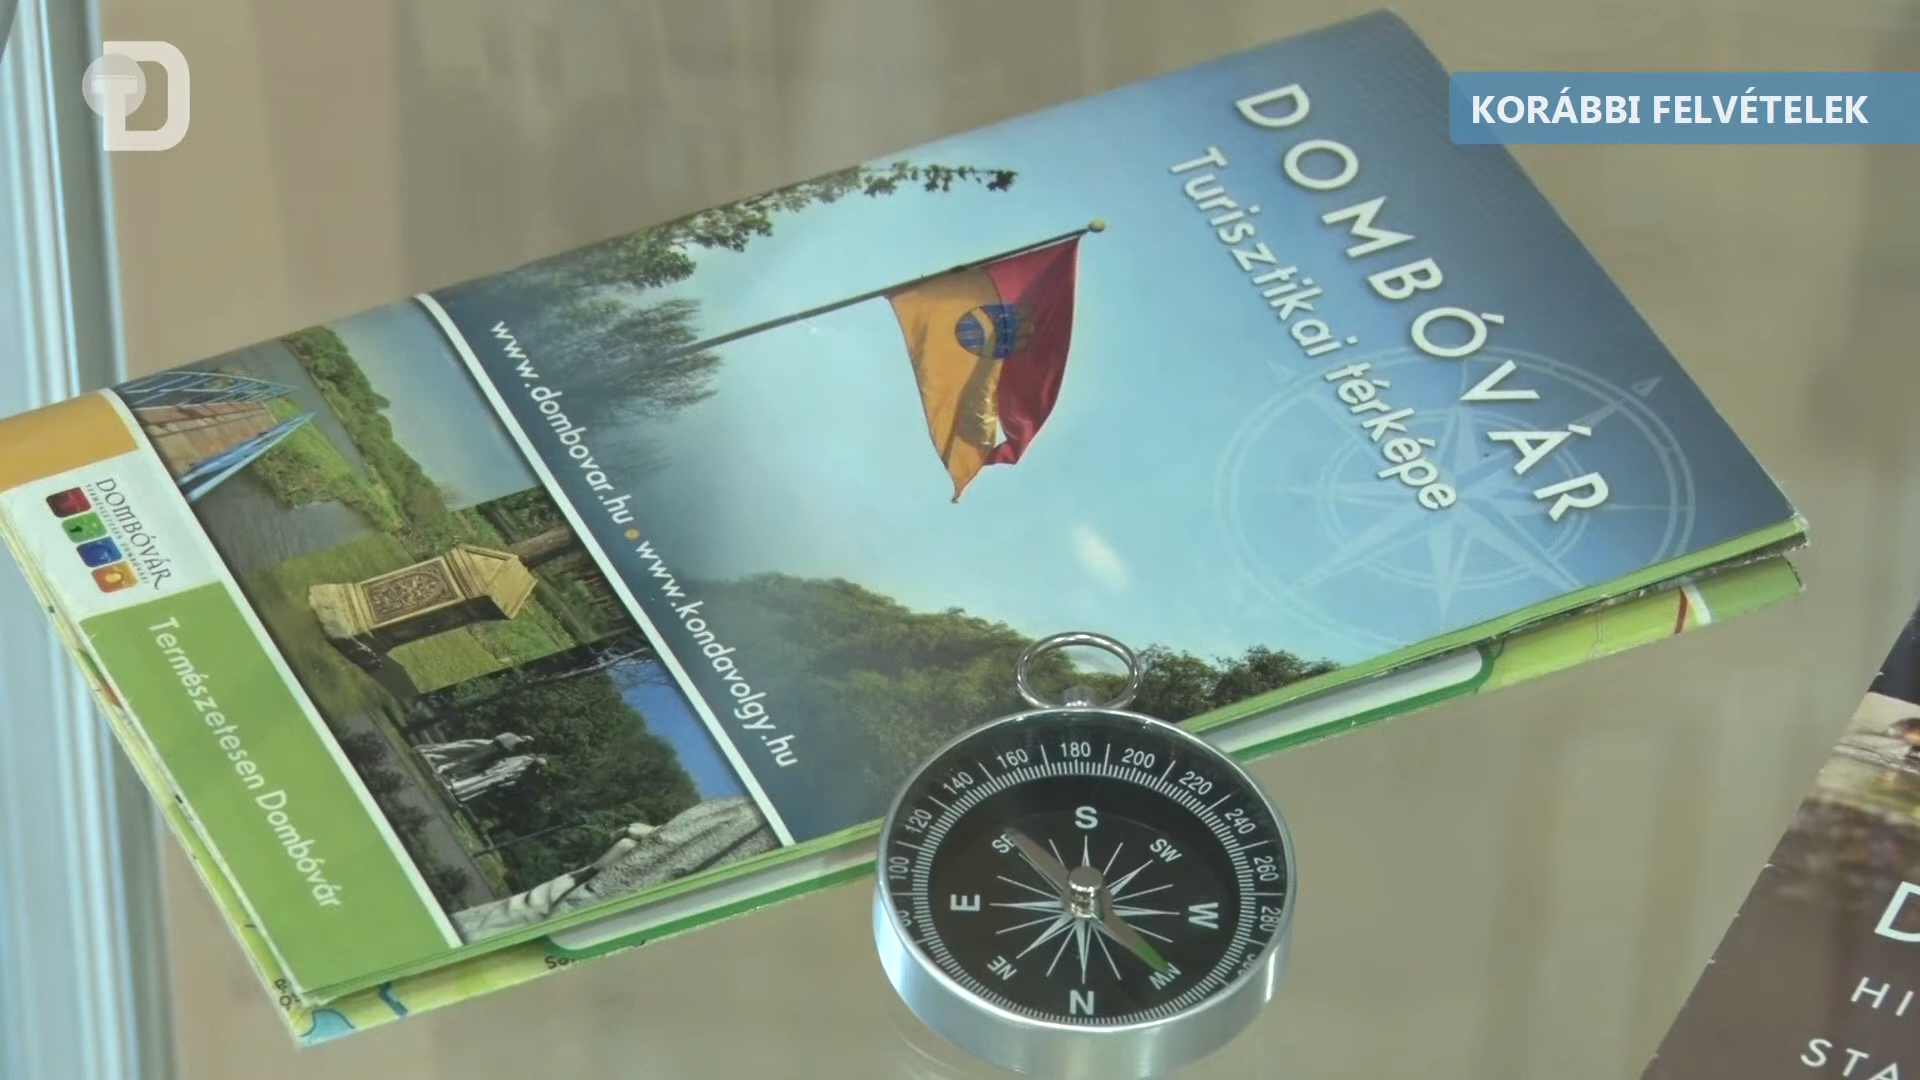 KORÁBBI FELVÉTELEK
DOMBÓVÁR
Turisztikai térképe
www.dombovar.hu • www.kondavolgy.hu
DOMBÓVÁR
Természetesen Dombóvár
160 180 200
140 220
120 240
100 260
280
S
SW
E W
NE NW
N
D
HI
STA